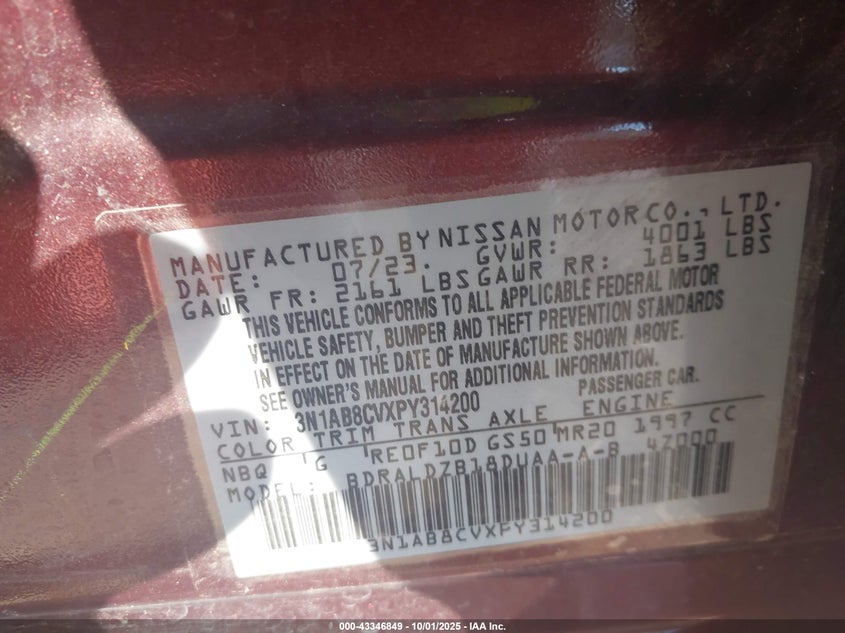 MANUFACTURED BY NISSAN MOTOR CO., LTD.
DATE: 07/23. GVWR: 4001 LBS
GAWR FR: 2161 LBS GAWR RR: 1863 LBS
THIS VEHICLE CONFORMS TO ALL APPLICABLE FEDERAL MOTOR
VEHICLE SAFETY, BUMPER AND THEFT PREVENTION STANDARDS
IN EFFECT ON THE DATE OF MANUFACTURE SHOWN ABOVE.
SEE OWNER'S MANUAL FOR ADDITIONAL INFORMATION.
VIN: 3N1AB8CVXPY314200 PASSENGER CAR.
COLOR TRIM TRANS AXLE ENGINE
NBQ G RE0F10D GS50 MR20 1997 CC
MODEL: BDRALDZB18DUAA-A-B 4Z000
3N1AB8CVXPY314200
000-43346849 - 10/01/2025 - IAA Inc.